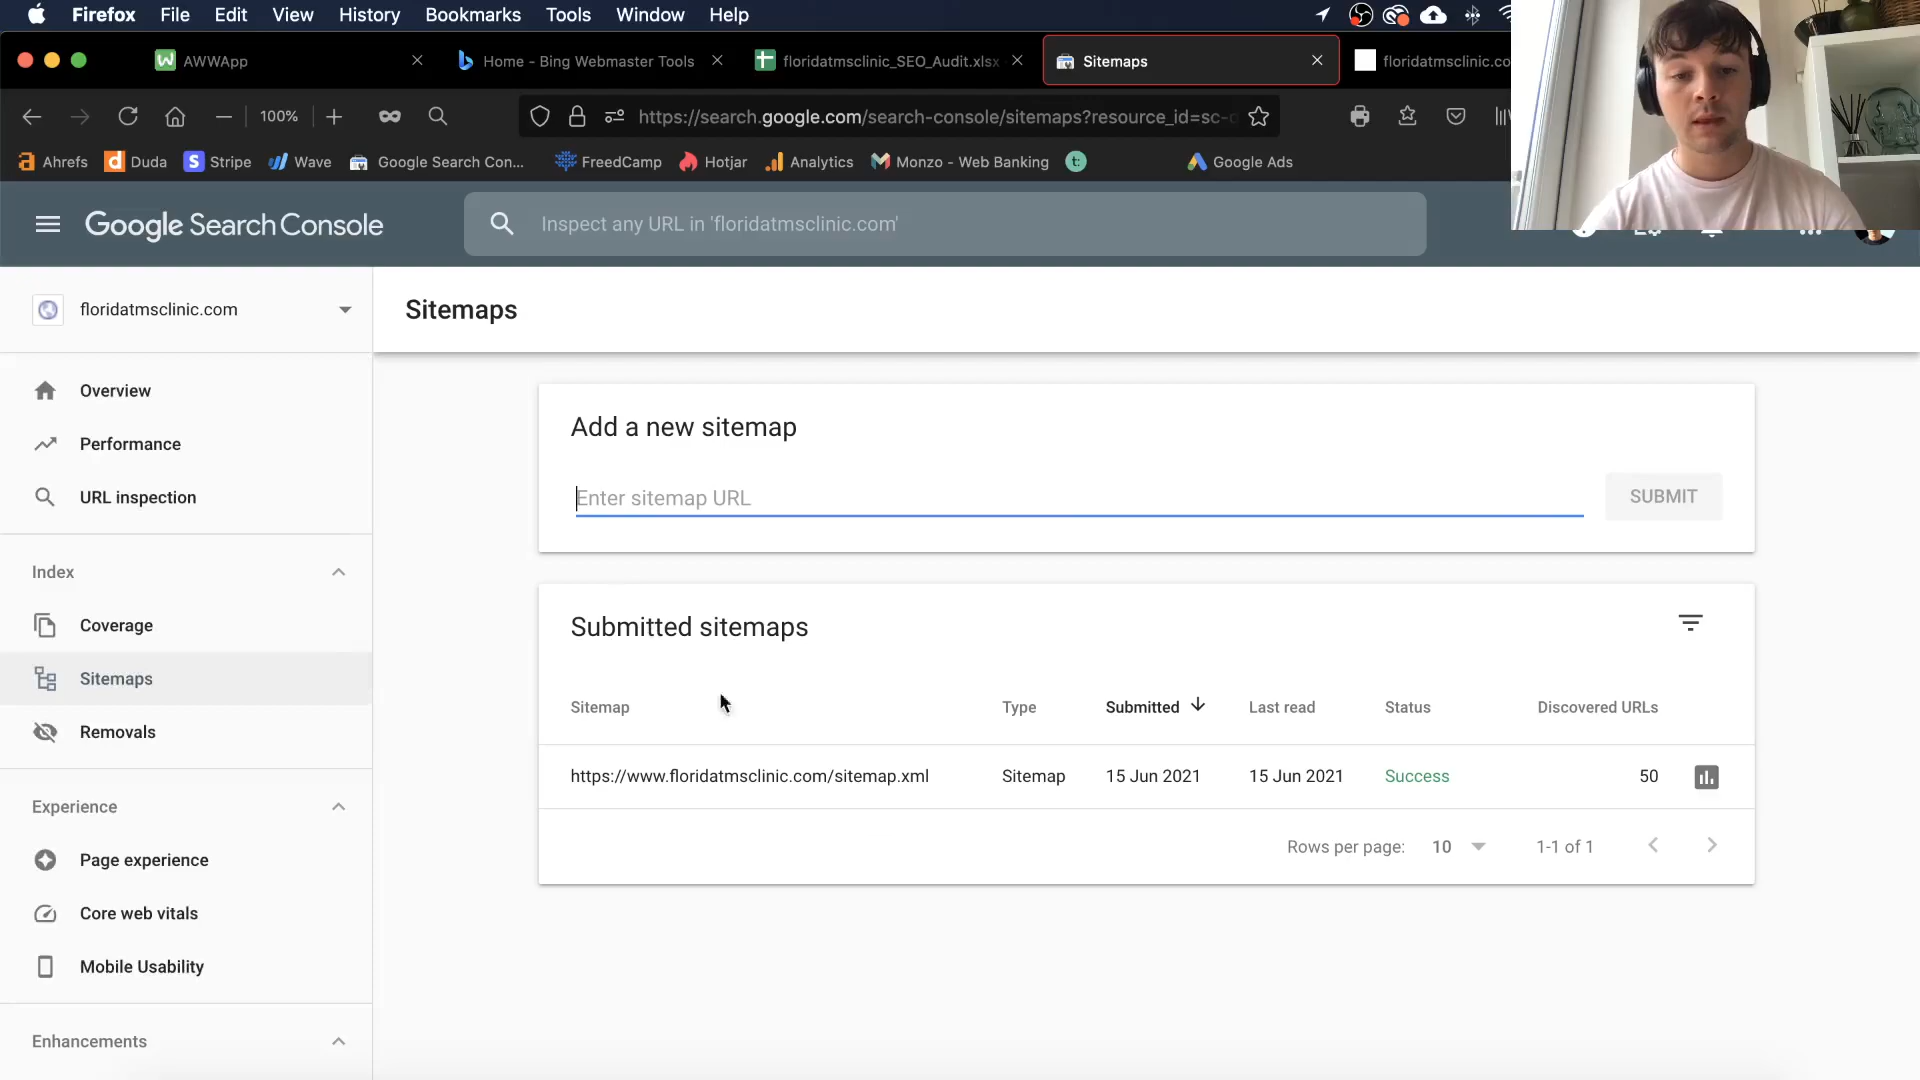 Firefox File Edit View History Bookmarks Tools Window Help
AWWApp
Home - Bing Webmaster Tools
floridatmsclinic_SEO_Audit.xlsx
Sitemaps
floridatmsclinic.co
100%
https://search.google.com/search-console/sitemaps?resource_id=sc-
Ahrefs Duda Stripe Wave Google Search Con... FreedCamp Hotjar Analytics Monzo - Web Banking t: Google Ads
Google Search Console
Inspect any URL in 'floridatmsclinic.com'
floridatmsclinic.com
Sitemaps
Overview
Performance
URL inspection
Index
Coverage
Sitemaps
Removals
Experience
Page experience
Core web vitals
Mobile Usability
Enhancements
Add a new sitemap
Enter sitemap URL
SUBMIT
Submitted sitemaps
Sitemap Type Submitted Last read Status Discovered URLs
https://www.floridatmsclinic.com/sitemap.xml Sitemap 15 Jun 2021 15 Jun 2021 Success 50
Rows per page: 10 1-1 of 1